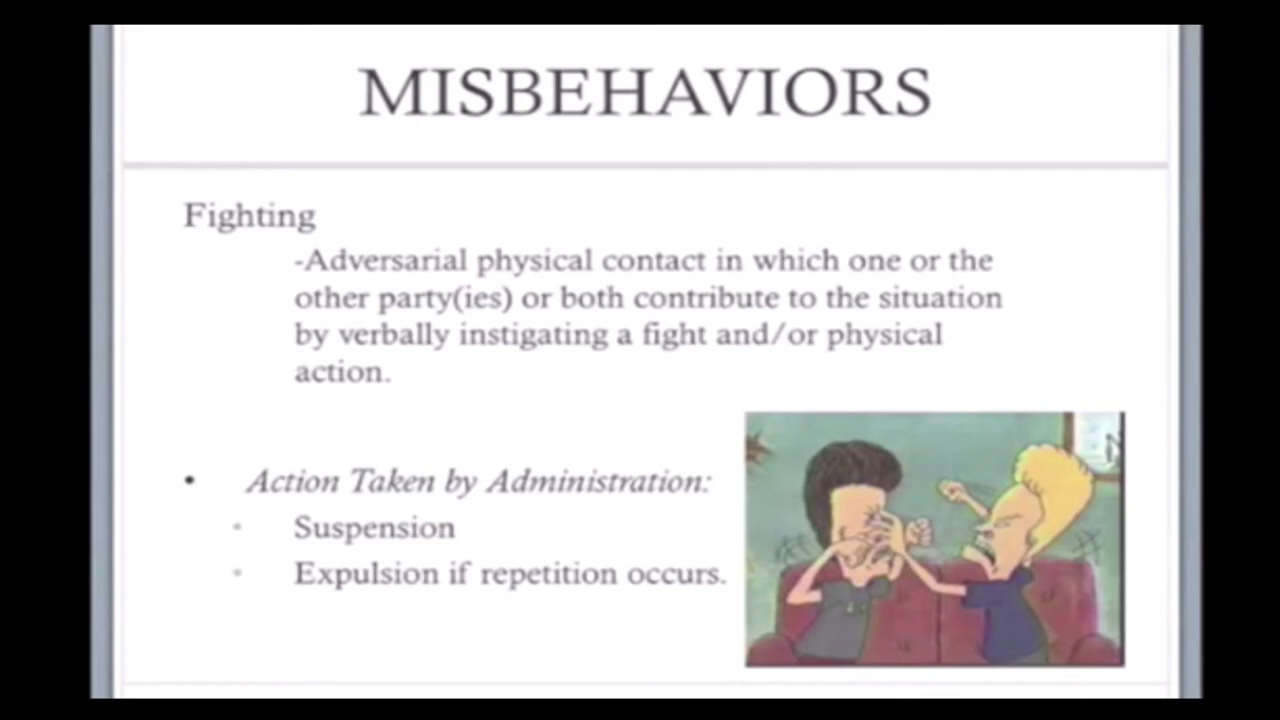 MISBEHAVIORS
Fighting
-Adversarial physical contact in which one or the
other party(ies) or both contribute to the situation
by verbally instigating a fight and/or physical
action.
• Action Taken by Administration:
• Suspension
• Expulsion if repetition occurs.